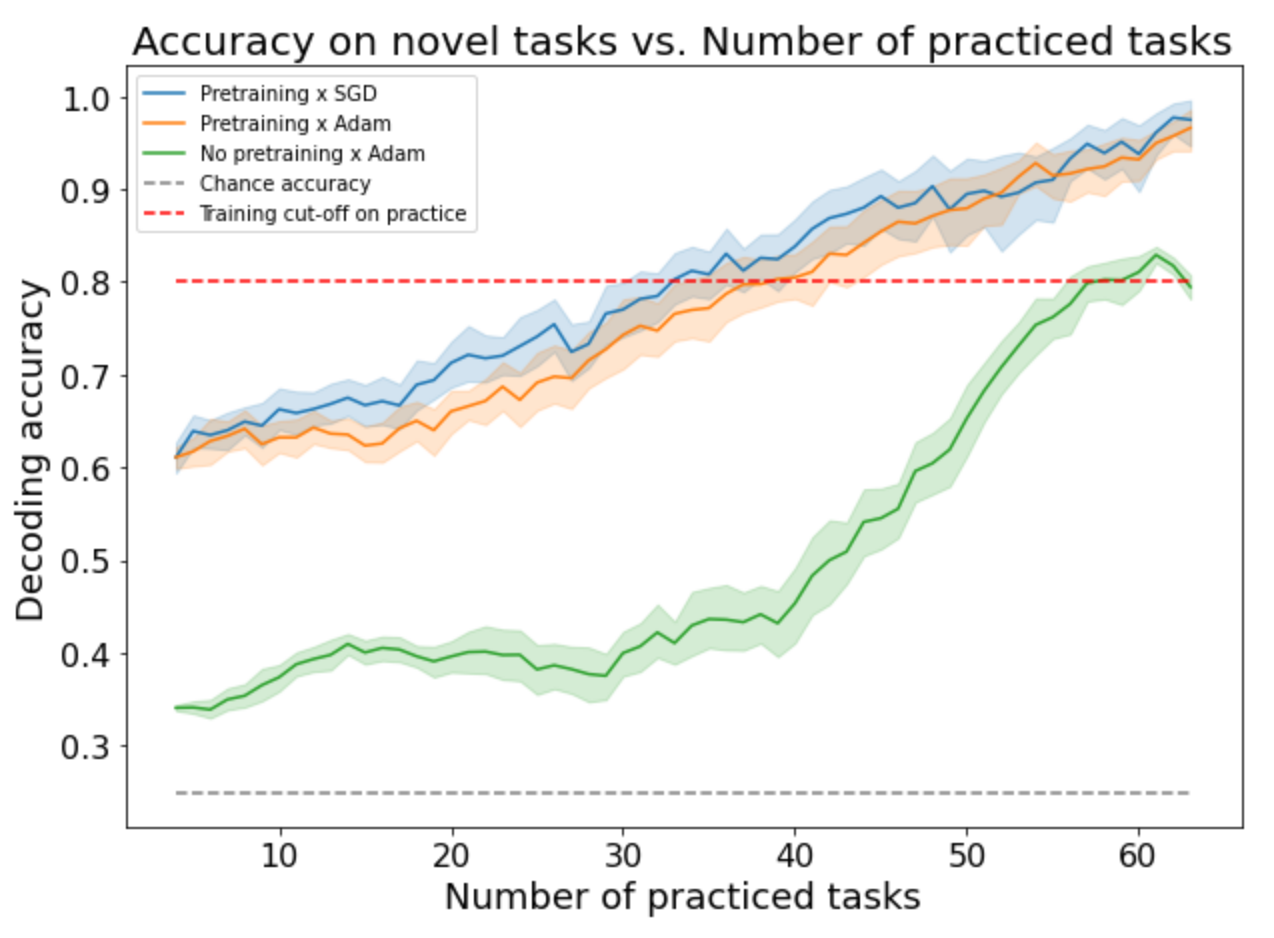 Accuracy on novel tasks vs. Number of practiced tasks
Pretraining x SGD
Pretraining x Adam
No pretraining x Adam
Chance accuracy
Training cut-off on practice
Decoding accuracy
1.0
0.9
0.8
0.7
0.6
0.5
0.4
0.3
10 20 30 40 50 60
Number of practiced tasks